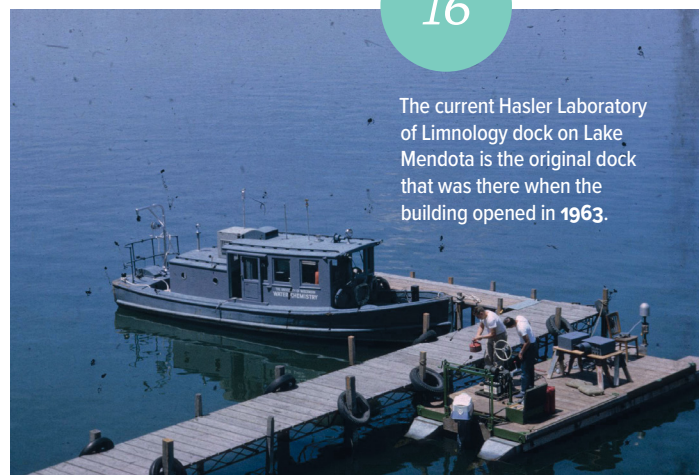 16
The current Hasler Laboratory
of Limnology dock on Lake
Mendota is the original dock
that was there when the
building opened in 1963.
WATER CHEMISTRY